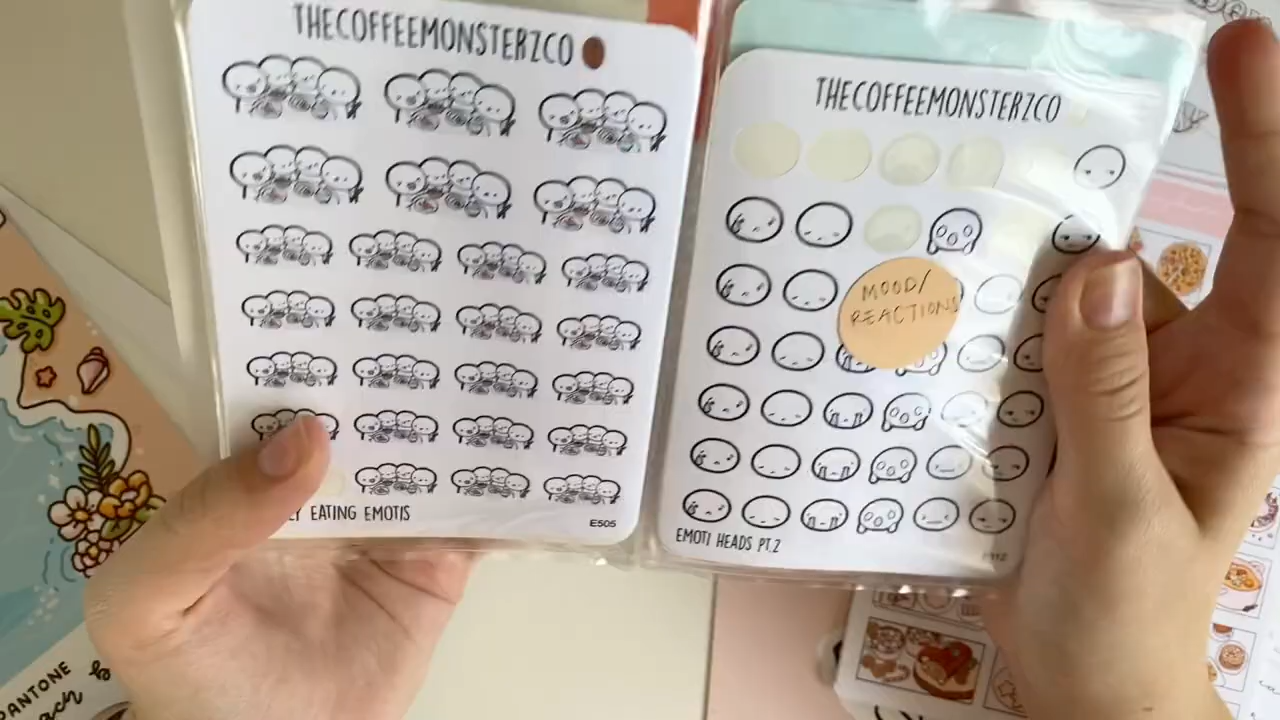 THECOFFEEMONSTERZCO
EATING EMOTIS
E505
THECOFFEEMONSTERZCO
MOOD/
REACTIONS
EMOTI HEADS PT.2
PANTONE